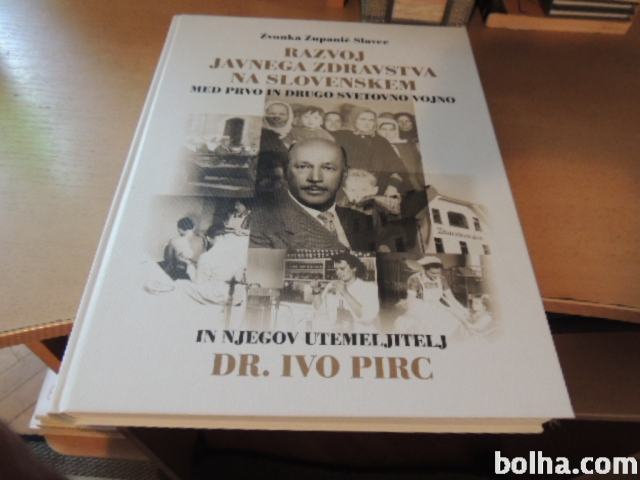 Zvonka Zupanič Slavec
RAZVOJ
JAVNEGA ZDRAVSTVA
NA SLOVENSKEM
MED PRVO IN DRUGO SVETOVNO VOJNO
IN NJEGOV UTEMELJITELJ
DR. IVO PIRC
bolha.com